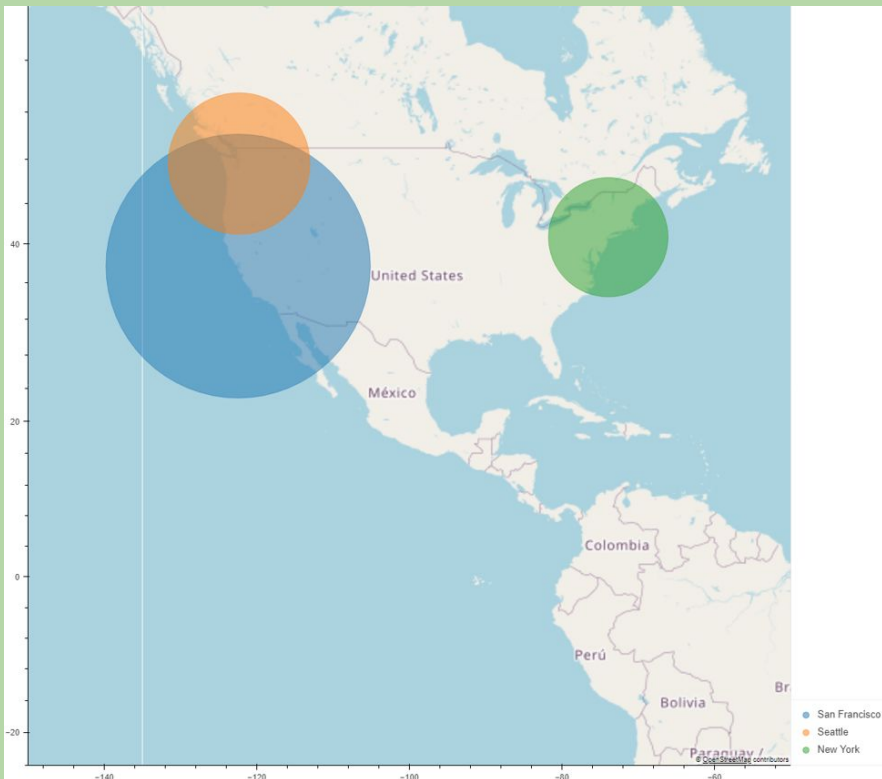 United States
40
México
20
Colombia
0
Perú
Bolivia
Br
San Francisco
Seattle
−20
New York
Paraguay /
© OpenStreetMap contributors
−140
−120
−100
−80
−60